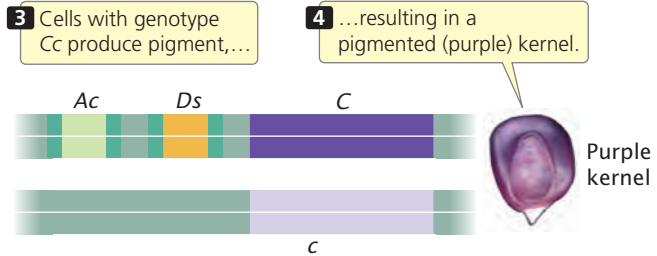 3 Cells with genotype
Cc produce pigment,…
4 …resulting in a
pigmented (purple) kernel.
Ac Ds C
Purple
kernel
c